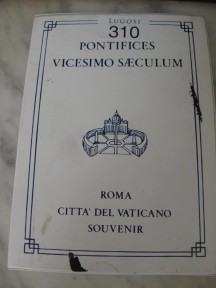 LUGOSI
310
PONTIFICES
VICESIMO SÆCULUM
ROMA
CITTA' DEL VATICANO
SOUVENIR